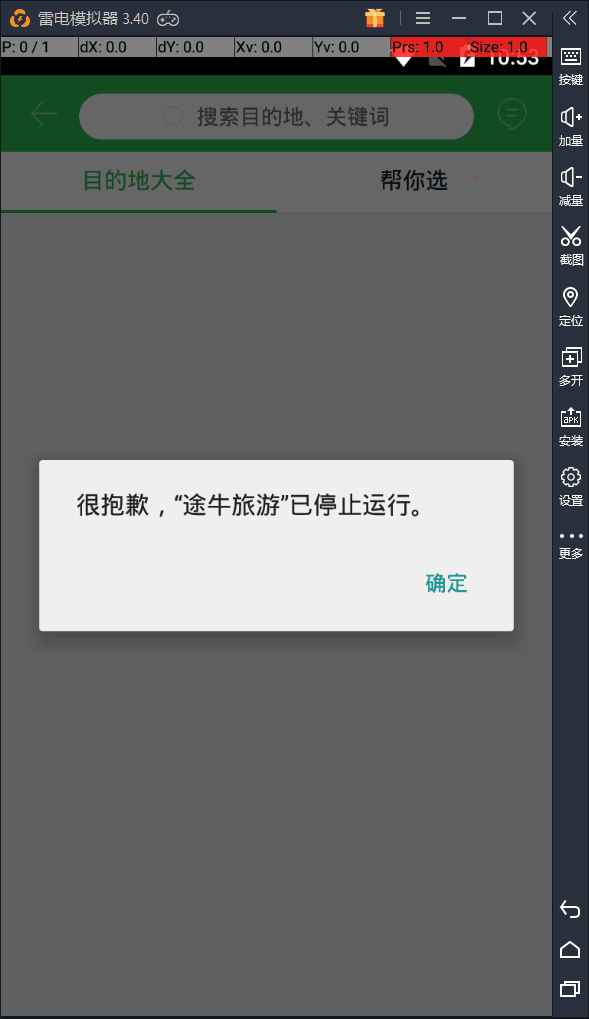 雷电模拟器 3.40
P: 0 / 1 dX: 0.0 dY: 0.0 Xv: 0.0 Yv: 0.0 Prs: 1.0 Size: 1.0
10:53
搜索目的地、关键词
目的地大全 帮你选
很抱歉，“途牛旅游”已停止运行。
确定
按键
加量
减量
截图
定位
多开
APK
安装
设置
更多